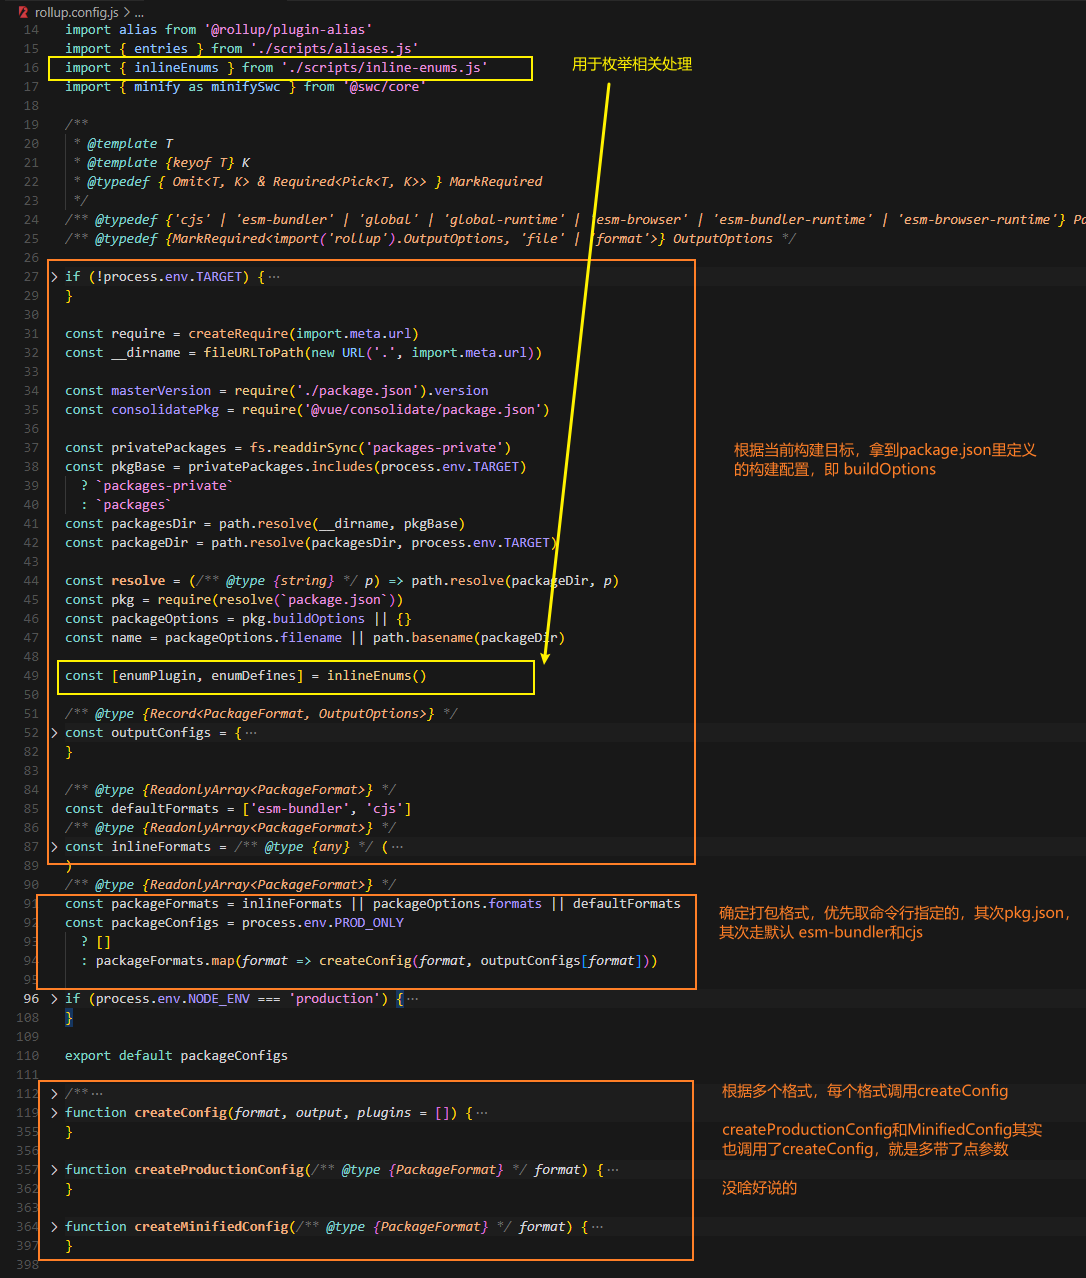 rollup.config.js > ...
14 import alias from '@rollup/plugin-alias'
15 import { entries } from './scripts/aliases.js'
16 import { inlineEnums } from './scripts/inline-enums.js'
用于枚举相关处理
17 import { minify as minifySwc } from '@swc/core'
18
19 /**
20 * @template T
21 * @template {keyof T} K
22 * @typedef { Omit<T, K> & Required<Pick<T, K>> } MarkRequired
23 */
24 /** @typedef {'cjs' | 'esm-bundler' | 'global' | 'global-runtime' | 'esm-browser' | 'esm-bundler-runtime' | 'esm-browser-runtime'} Pa
25 /** @typedef {MarkRequired<import('rollup').OutputOptions, 'file' | 'format'>} OutputOptions */
26
27 > if (!process.env.TARGET) { ...
29 }
30
31 const require = createRequire(import.meta.url)
32 const __dirname = fileURLToPath(new URL('.', import.meta.url))
33
34 const masterVersion = require('./package.json').version
35 const consolidatePkg = require('@vue/consolidate/package.json')
36
37 const privatePackages = fs.readdirSync('packages-private')
根据当前构建目标，拿到package.json里定义
38 const pkgBase = privatePackages.includes(process.env.TARGET)
的构建配置，即 buildOptions
39 ? `packages-private`
40 : `packages`
41 const packagesDir = path.resolve(__dirname, pkgBase)
42 const packageDir = path.resolve(packagesDir, process.env.TARGET)
43
44 const resolve = (/** @type {string} */ p) => path.resolve(packageDir, p)
45 const pkg = require(resolve(`package.json`))
46 const packageOptions = pkg.buildOptions || {}
47 const name = packageOptions.filename || path.basename(packageDir)
48
49 const [enumPlugin, enumDefines] = inlineEnums()
50
51 /** @type {Record<PackageFormat, OutputOptions>} */
52 > const outputConfigs = { ...
82 }
83
84 /** @type {ReadonlyArray<PackageFormat>} */
85 const defaultFormats = ['esm-bundler', 'cjs']
86 /** @type {ReadonlyArray<PackageFormat>} */
87 > const inlineFormats = /** @type {any} */ ( ...
89 )
90 /** @type {ReadonlyArray<PackageFormat>} */
91 const packageFormats = inlineFormats || packageOptions.formats || defaultFormats
确定打包格式，优先取命令行指定的，其次pkg.json，
92 const packageConfigs = process.env.PROD_ONLY
其次走默认 esm-bundler和cjs
93 ? []
94 : packageFormats.map(format => createConfig(format, outputConfigs[format]))
95
96 > if (process.env.NODE_ENV === 'production') { ...
108 }
109
110 export default packageConfigs
111
112 > /** ...
根据多个格式，每个格式调用createConfig
119 > function createConfig(format, output, plugins = []) { ...
355 }
createProductionConfig和MinifiedConfig其实
356
也调用了createConfig，就是多带了点参数
357 > function createProductionConfig(/** @type {PackageFormat} */ format) { ...
362 }
没啥好说的
363
364 > function createMinifiedConfig(/** @type {PackageFormat} */ format) { ...
397 }
398